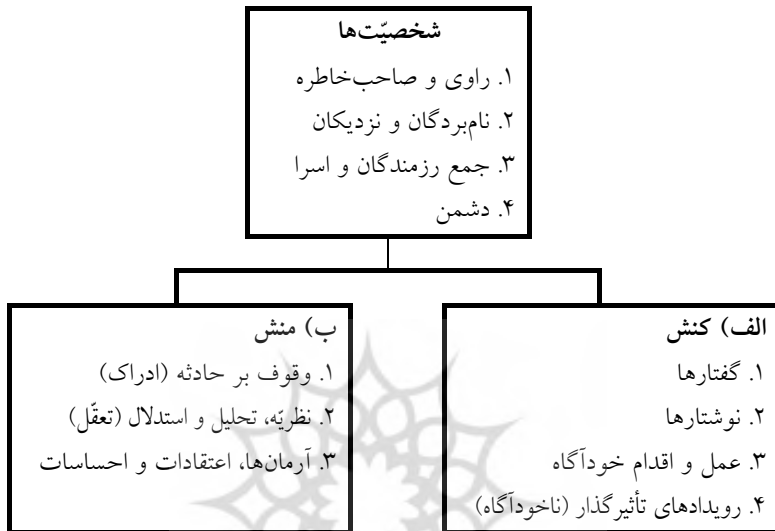 شخصیّت‌ها
۱. راوی و صاحب‌خاطره
۲. نام‌بردگان و نزدیکان
۳. جمع رزمندگان و اسرا
۴. دشمن
الف) کنش
۱. گفتارها
۲. نوشتارها
۳. عمل و اقدام خودآگاه
۴. رویدادهای تأثیرگذار (ناخودآگاه)
ب) منش
۱. وقوف بر حادثه (ادراک)
۲. نظریّه، تحلیل و استدلال (تعقّل)
۳. آرمان‌ها، اعتقادات و احساسات